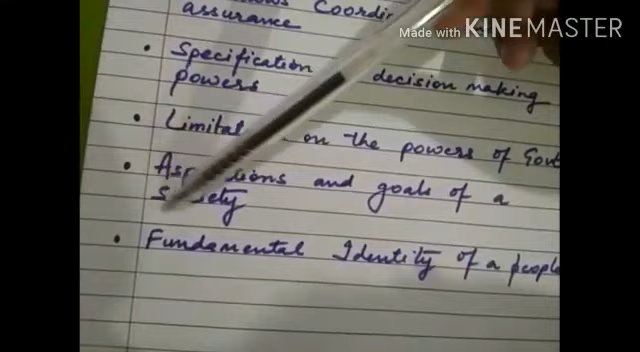 Made with KINEMASTER
assurance
• Specification decision making
powers
• on the powers of Govt
• and goals of a
• Fundamental Identity of a people